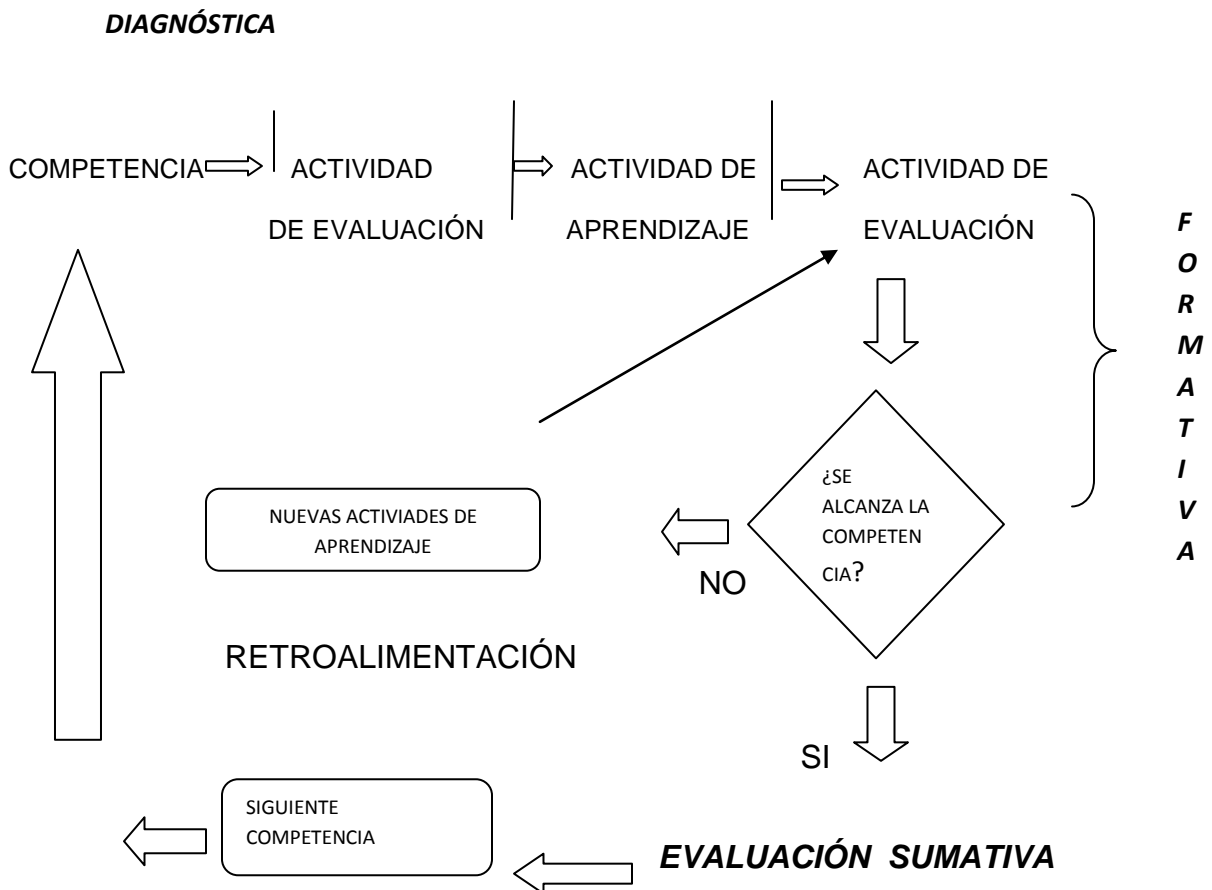 DIAGNÓSTICA
COMPETENCIA
ACTIVIDAD
DE EVALUACIÓN
ACTIVIDAD DE
APRENDIZAJE
ACTIVIDAD DE
EVALUACIÓN
F
O
R
M
A
T
I
V
A
¿SE
ALCANZA LA
COMPETEN
CIA?
NUEVAS ACTIVIADES DE
APRENDIZAJE
NO
RETROALIMENTACIÓN
SI
SIGUIENTE
COMPETENCIA
EVALUACIÓN SUMATIVA